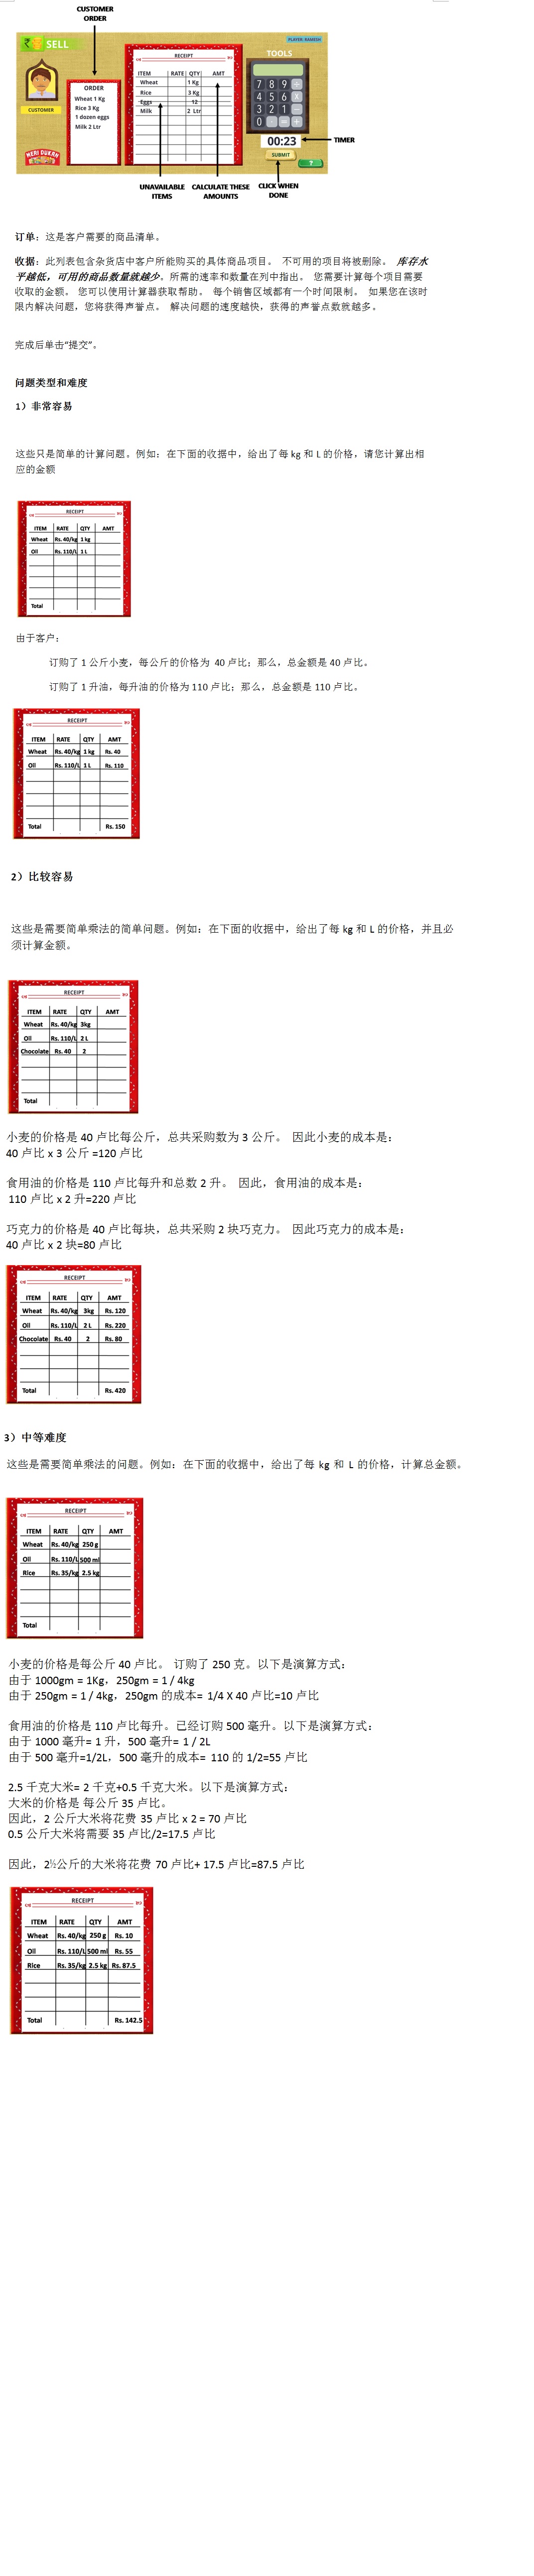 CUSTOMER
ORDER
SELL
PLAYER: RAMESH
RECEIPT
TOOLS
ITEM RATE QTY AMT
Wheat 1 Kg
Rice 3 Kg
Eggs 12
Milk 2 Ltr
ORDER
Wheat 1 Kg
Rice 3 Kg
1 dozen eggs
Milk 2 Ltr
CUSTOMER
MERI DUKAN
7 8 9 ÷
4 5 6 X
3 2 1 −
0 . = +
00:23
TIMER
SUBMIT
?
UNAVAILABLE
ITEMS
CALCULATE THESE
AMOUNTS
CLICK WHEN
DONE
订单：这是客户需要的商品清单。
收据：此列表包含杂货店中客户所能购买的具体商品项目。 不可用的项目将被删除。 库存水
平越低，可用的商品数量就越少。所需的速率和数量在列中指出。 您需要计算每个项目需要
收取的金额。 您可以使用计算器获取帮助。 每个销售区域都有一个时间限制。 如果您在该时
限内解决问题，您将获得声誉点。 解决问题的速度越快，获得的声誉点数就越多。
完成后单击“提交”。
问题类型和难度
1）非常容易
这些只是简单的计算问题。例如：在下面的收据中，给出了每 kg 和 L 的价格，请您计算出相
应的金额
RECEIPT
ITEM RATE QTY AMT
Wheat Rs. 40/kg 1 kg
Oil Rs. 110/L 1 L
Total
由于客户：
订购了 1 公斤小麦，每公斤的价格为 40 卢比；那么，总金额是 40 卢比。
订购了 1 升油，每升油的价格为 110 卢比；那么，总金额是 110 卢比。
RECEIPT
ITEM RATE QTY AMT
Wheat Rs. 40/kg 1 kg Rs. 40
Oil Rs. 110/L 1 L Rs. 110
Total Rs. 150
2）比较容易
这些是需要简单乘法的简单问题。例如：在下面的收据中，给出了每 kg 和 L 的价格，并且必
须计算金额。
RECEIPT
ITEM RATE QTY AMT
Wheat Rs. 40/kg 3kg
Oil Rs. 110/L 2 L
Chocolate Rs. 40 2
Total
小麦的价格是 40 卢比每公斤，总共采购数为 3 公斤。 因此小麦的成本是：
40 卢比 x 3 公斤 =120 卢比
食用油的价格是 110 卢比每升和总数 2 升。 因此，食用油的成本是：
110 卢比 x 2 升=220 卢比
巧克力的价格是 40 卢比每块，总共采购 2 块巧克力。 因此巧克力的成本是：
40 卢比 x 2 块=80 卢比
RECEIPT
ITEM RATE QTY AMT
Wheat Rs. 40/kg 3kg Rs. 120
Oil Rs. 110/L 2 L Rs. 220
Chocolate Rs. 40 2 Rs. 80
Total Rs. 420
3）中等难度
这些是需要简单乘法的问题。例如：在下面的收据中，给出了每 kg 和 L 的价格，计算总金额。
RECEIPT
ITEM RATE QTY AMT
Wheat Rs. 40/kg 250 g
Oil Rs. 110/L 500 ml
Rice Rs. 35/kg 2.5 kg
Total
小麦的价格是每公斤 40 卢比。 订购了 250 克。以下是演算方式：
由于 1000gm = 1Kg，250gm = 1 / 4kg
由于 250gm = 1 / 4kg，250gm 的成本= 1/4 X 40 卢比=10 卢比
食用油的价格是 110 卢比每升。已经订购 500 毫升。以下是演算方式：
由于 1000 毫升= 1 升，500 毫升= 1 / 2L
由于 500 毫升=1/2L，500 毫升的成本= 110 的 1/2=55 卢比
2.5 千克大米= 2 千克+0.5 千克大米。以下是演算方式：
大米的价格是 每公斤 35 卢比。
因此，2 公斤大米将花费 35 卢比 x 2 = 70 卢比
0.5 公斤大米将需要 35 卢比/2=17.5 卢比
因此，2½公斤的大米将花费 70 卢比+ 17.5 卢比=87.5 卢比
RECEIPT
ITEM RATE QTY AMT
Wheat Rs. 40/kg 250 g Rs. 10
Oil Rs. 110/L 500 ml Rs. 55
Rice Rs. 35/kg 2.5 kg Rs. 87.5
Total Rs. 142.5